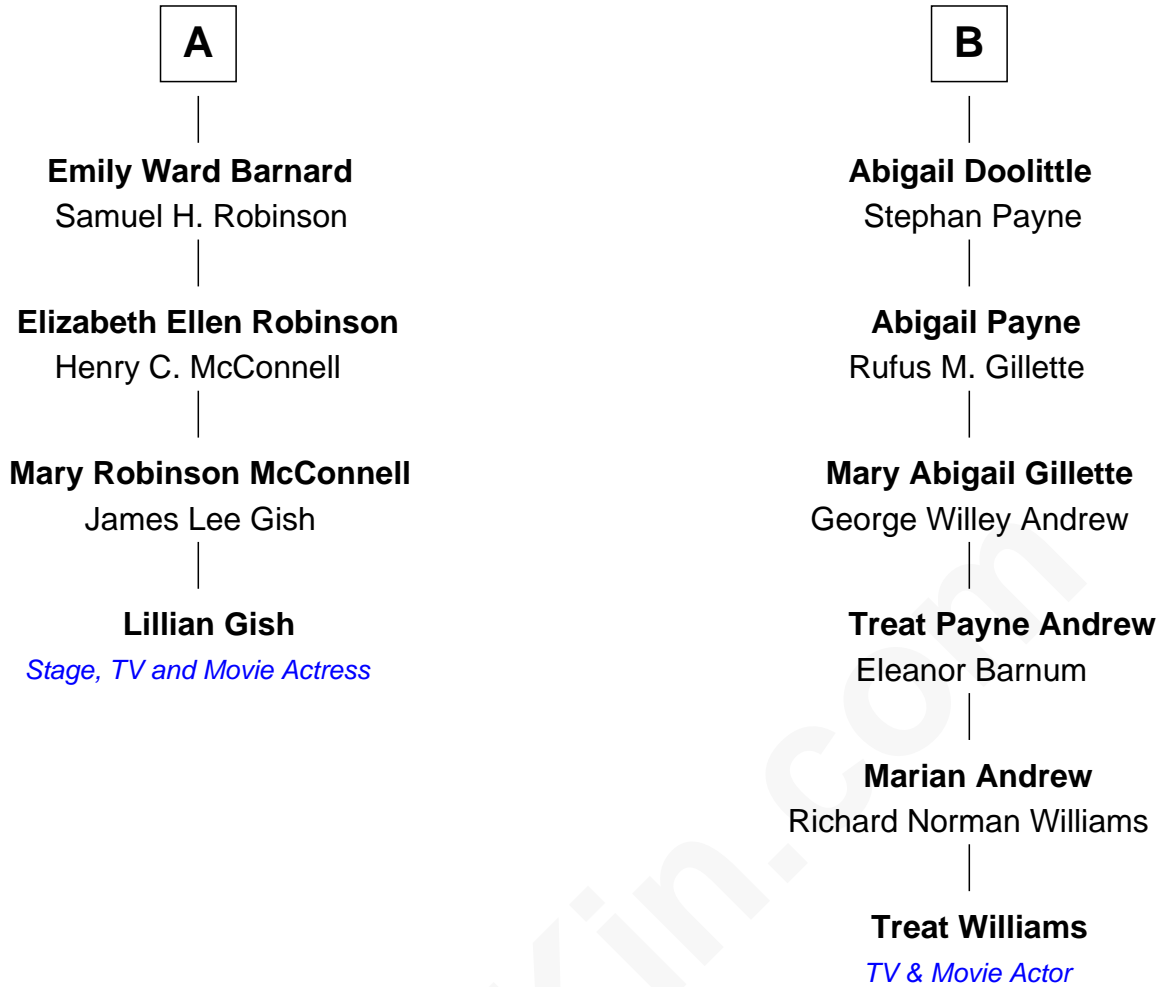 A
Emily Ward Barnard
Samuel H. Robinson
Elizabeth Ellen Robinson
Henry C. McConnell
Mary Robinson McConnell
James Lee Gish
Lillian Gish
Stage, TV and Movie Actress
B
Abigail Doolittle
Stephan Payne
Abigail Payne
Rufus M. Gillette
Mary Abigail Gillette
George Willey Andrew
Treat Payne Andrew
Eleanor Barnum
Marian Andrew
Richard Norman Williams
Treat Williams
TV & Movie Actor
Kin.com